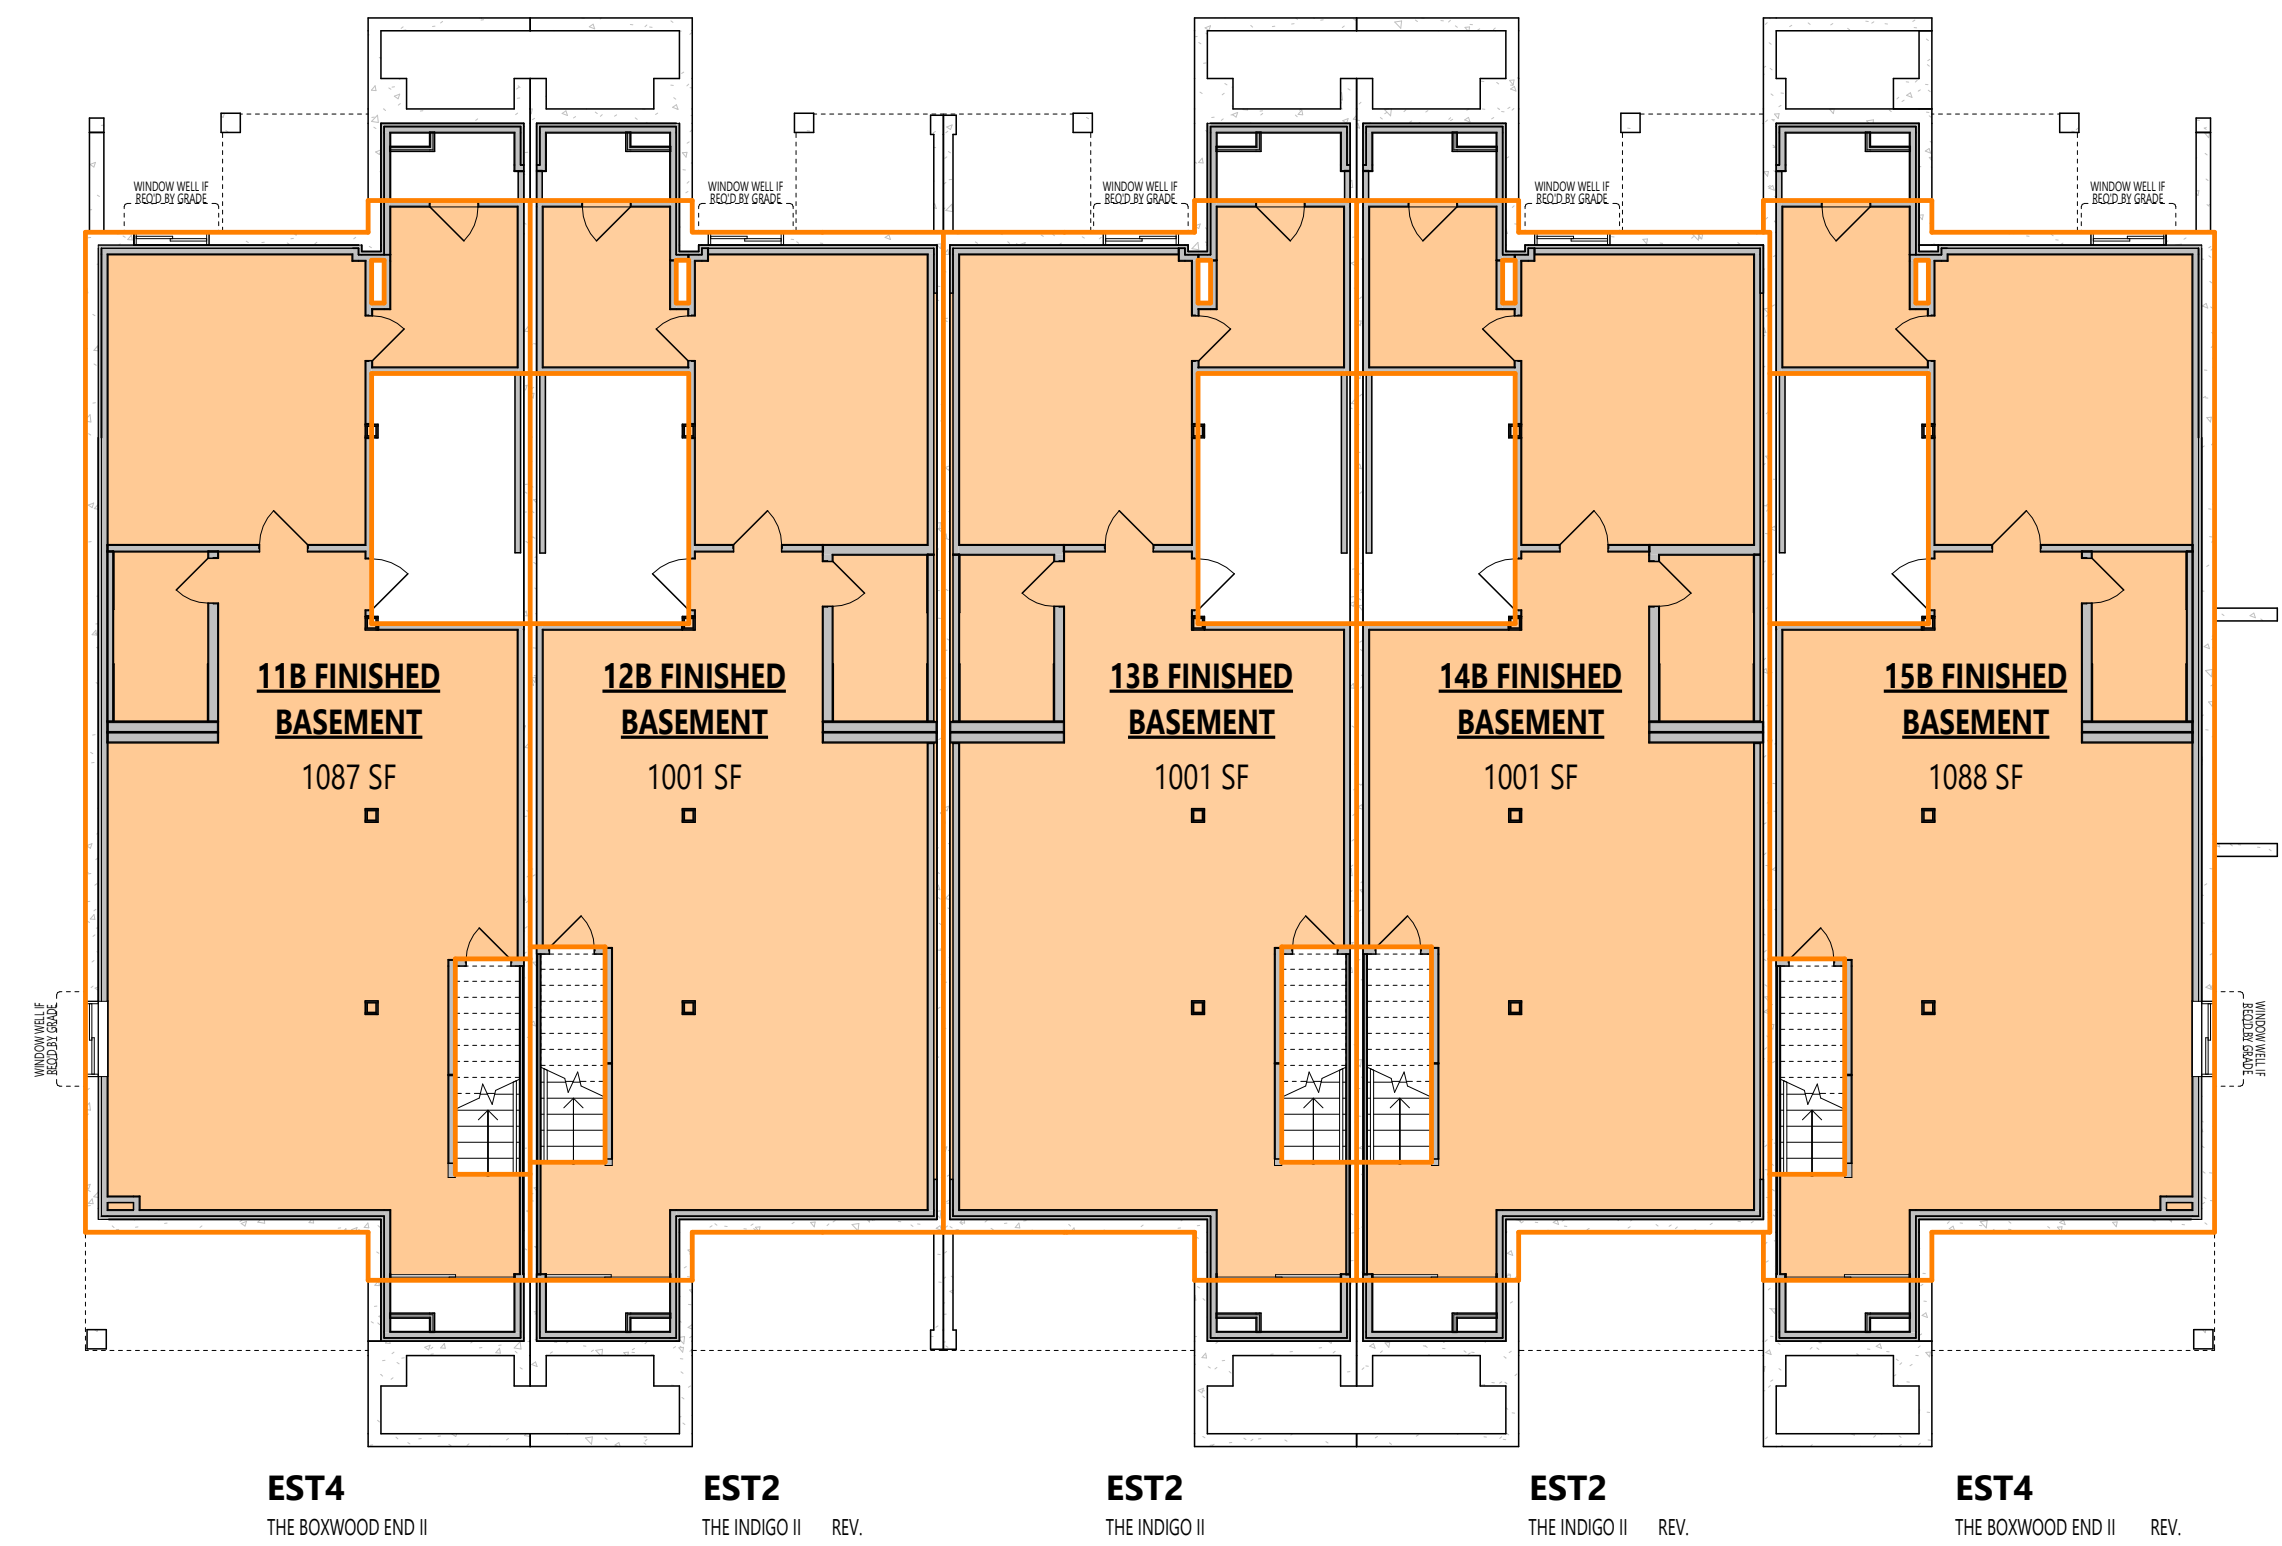 WINDOW WELL IF
REQ'D BY GRADE
WINDOW WELL IF
REQ'D BY GRADE
WINDOW WELL IF
REQ'D BY GRADE
WINDOW WELL IF
REQ'D BY GRADE
WINDOW WELL IF
REQ'D BY GRADE
11B FINISHED
BASEMENT
1087 SF
12B FINISHED
BASEMENT
1001 SF
13B FINISHED
BASEMENT
1001 SF
14B FINISHED
BASEMENT
1001 SF
15B FINISHED
BASEMENT
1088 SF
WINDOW WELL IF
REQ'D BY GRADE
WINDOW WELL IF
REQ'D BY GRADE
EST4
THE BOXWOOD END II
EST2
THE INDIGO II REV.
EST2
THE INDIGO II
EST2
THE INDIGO II REV.
EST4
THE BOXWOOD END II REV.